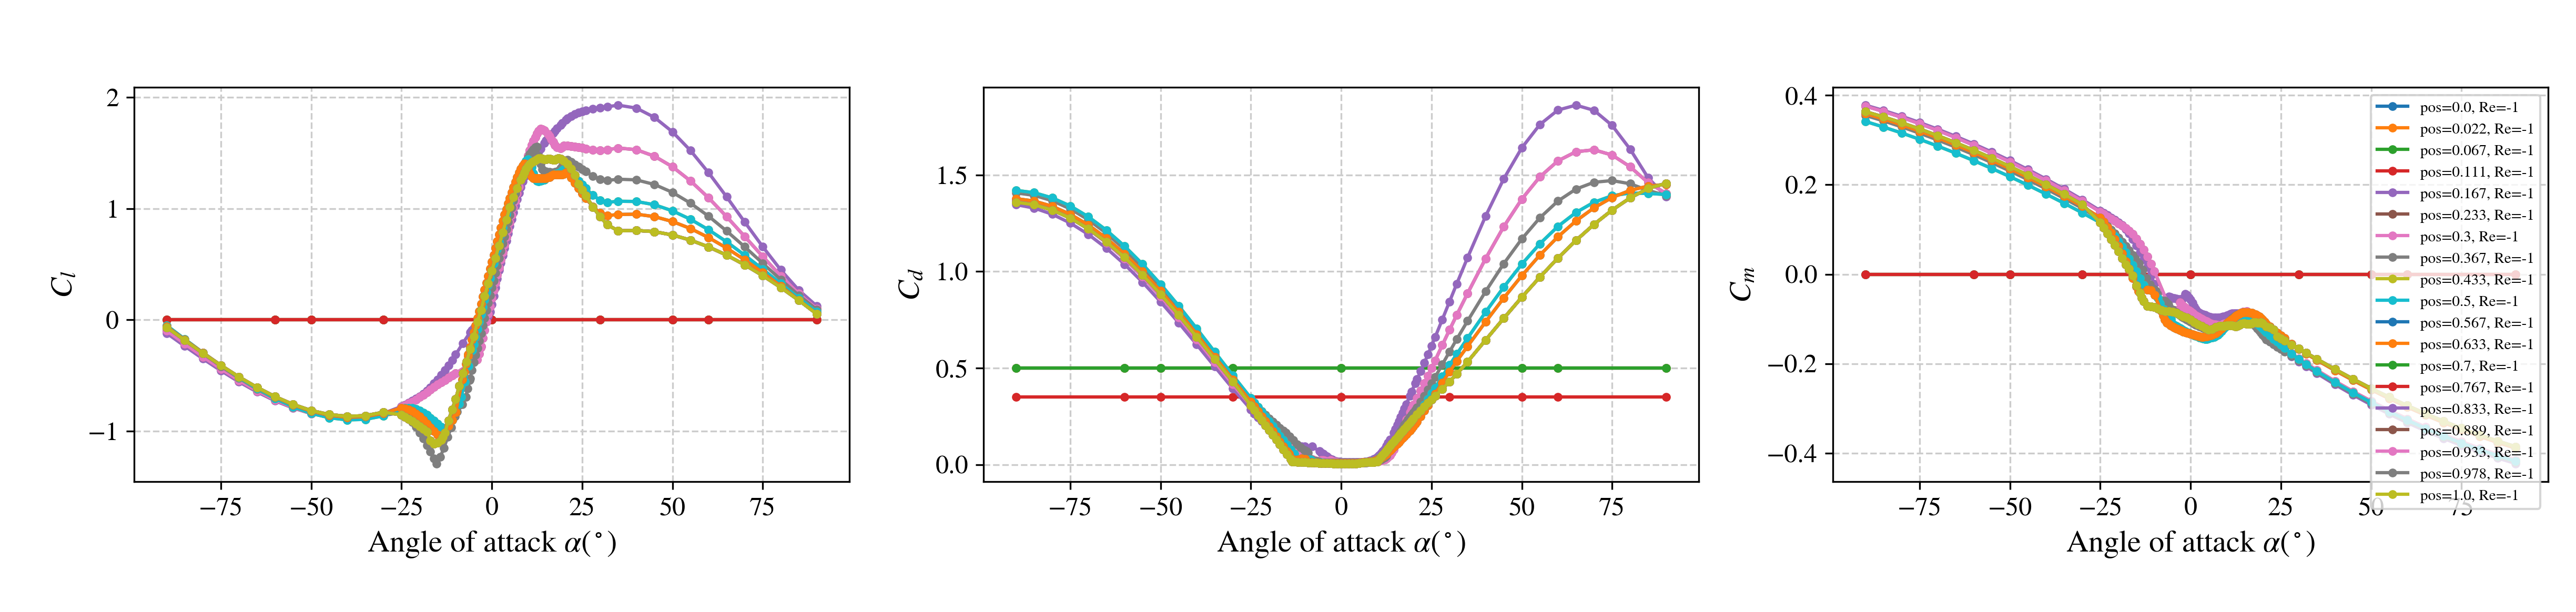 2
1
0
−1
−75 −50 −25 0 25 50 75
C_l
Angle of attack α(°)
1.5
1.0
0.5
0.0
−75 −50 −25 0 25 50 75
C_d
Angle of attack α(°)
0.4
0.2
0.0
−0.2
−0.4
−75 −50 −25 0 25 50 75
C_m
Angle of attack α(°)
pos=0.0, Re=-1
pos=0.022, Re=-1
pos=0.067, Re=-1
pos=0.111, Re=-1
pos=0.167, Re=-1
pos=0.233, Re=-1
pos=0.3, Re=-1
pos=0.367, Re=-1
pos=0.433, Re=-1
pos=0.5, Re=-1
pos=0.567, Re=-1
pos=0.633, Re=-1
pos=0.7, Re=-1
pos=0.767, Re=-1
pos=0.833, Re=-1
pos=0.889, Re=-1
pos=0.933, Re=-1
pos=0.978, Re=-1
pos=1.0, Re=-1